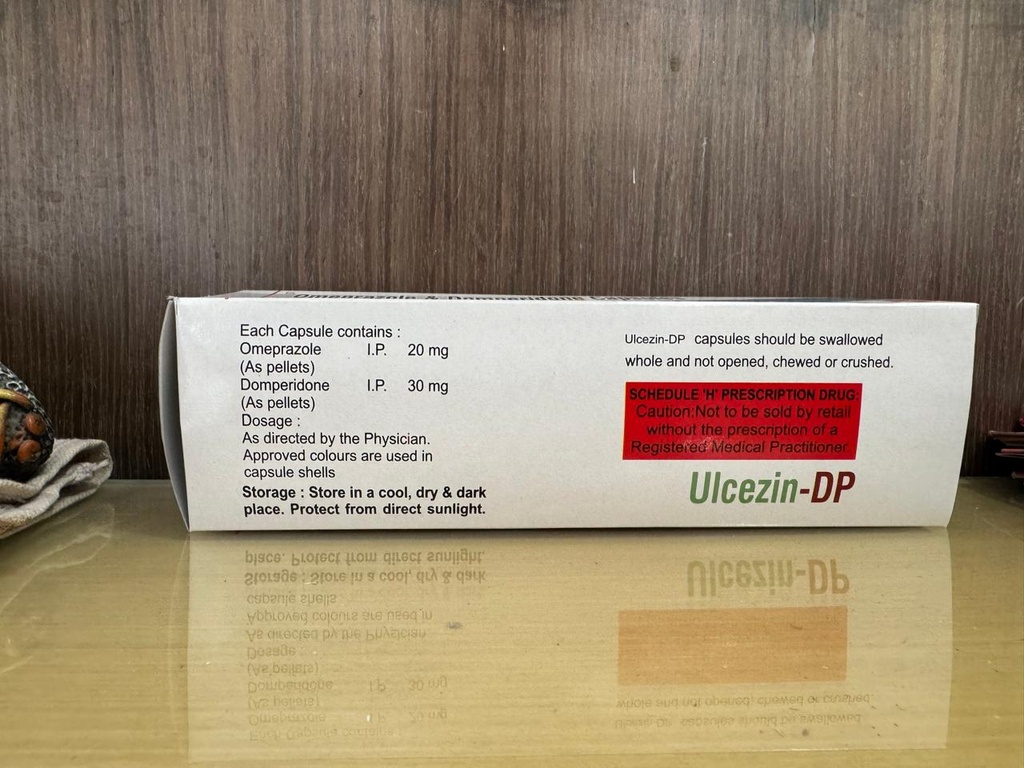 Omeprazole & Domperidone
Each Capsule contains :
Omeprazole I.P. 20 mg
(As pellets)
Domperidone I.P. 30 mg
(As pellets)
Dosage :
As directed by the Physician.
Approved colours are used in
capsule shells
Storage : Store in a cool, dry & dark
place. Protect from direct sunlight.
Ulcezin-DP capsules should be swallowed
whole and not opened, chewed or crushed.
SCHEDULE 'H' PRESCRIPTION DRUG:
Caution:Not to be sold by retail
without the prescription of a
Registered Medical Practitioner.
Ulcezin-DP